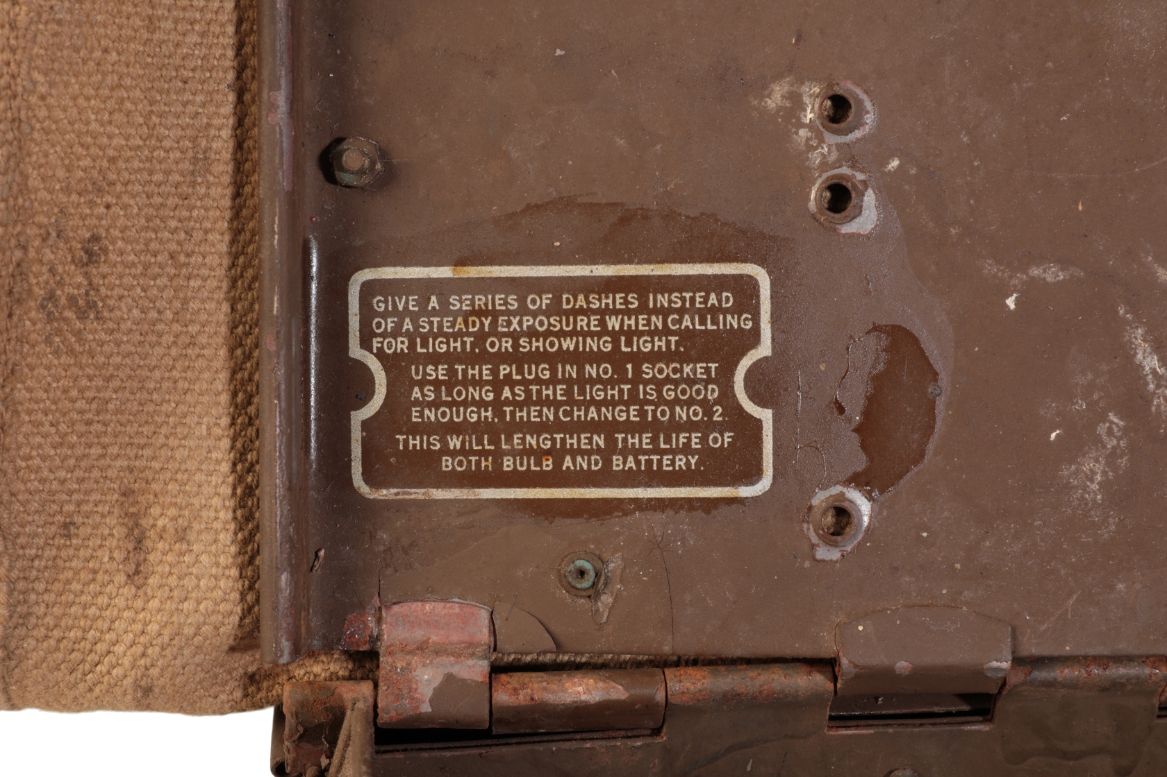 GIVE A SERIES OF DASHES INSTEAD
OF A STEADY EXPOSURE WHEN CALLING
FOR LIGHT, OR SHOWING LIGHT.
USE THE PLUG IN NO. 1 SOCKET
AS LONG AS THE LIGHT IS GOOD
ENOUGH, THEN CHANGE TO NO. 2.
THIS WILL LENGTHEN THE LIFE OF
BOTH BULB AND BATTERY.